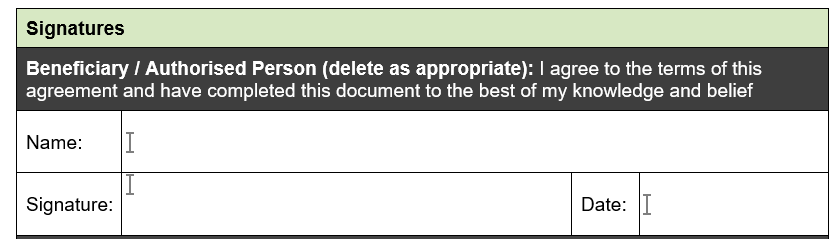 Signatures
Beneficiary / Authorised Person (delete as appropriate): I agree to the terms of this
agreement and have completed this document to the best of my knowledge and belief
Name:
Signature:
Date: